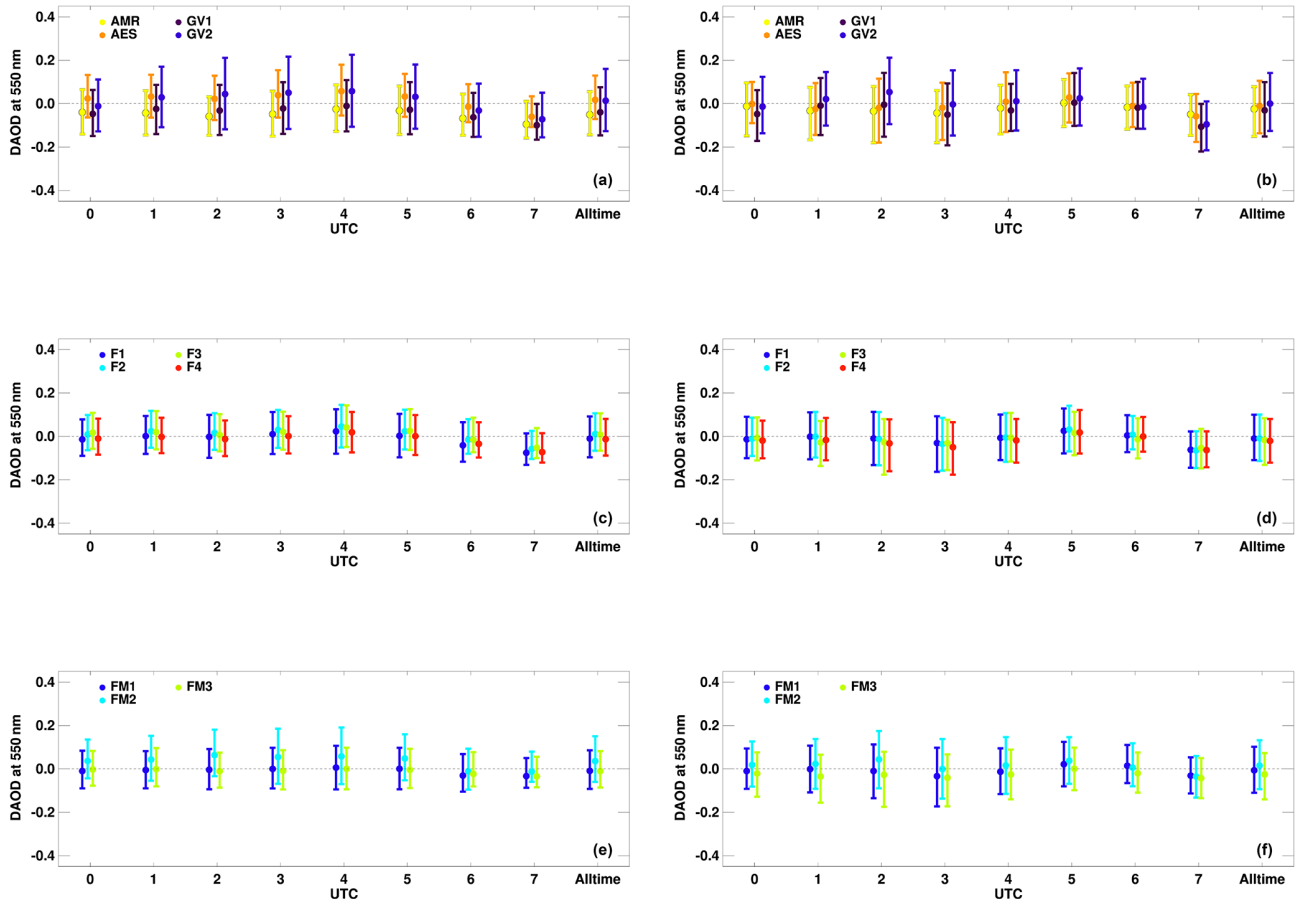 0.4
0.2
0.0
-0.2
-0.4
DAOD at 550 nm
AMR GV1
AES GV2
(a)
0 1 2 3 4 5 6 7 Alltime
UTC
0.4
0.2
0.0
-0.2
-0.4
DAOD at 550 nm
AMR GV1
AES GV2
(b)
0 1 2 3 4 5 6 7 Alltime
UTC
0.4
0.2
0.0
-0.2
-0.4
DAOD at 550 nm
F1 F3
F2 F4
(c)
0 1 2 3 4 5 6 7 Alltime
UTC
0.4
0.2
0.0
-0.2
-0.4
DAOD at 550 nm
F1 F3
F2 F4
(d)
0 1 2 3 4 5 6 7 Alltime
UTC
0.4
0.2
0.0
-0.2
-0.4
DAOD at 550 nm
FM1 FM3
FM2
(e)
0 1 2 3 4 5 6 7 Alltime
UTC
0.4
0.2
0.0
-0.2
-0.4
DAOD at 550 nm
FM1 FM3
FM2
(f)
0 1 2 3 4 5 6 7 Alltime
UTC